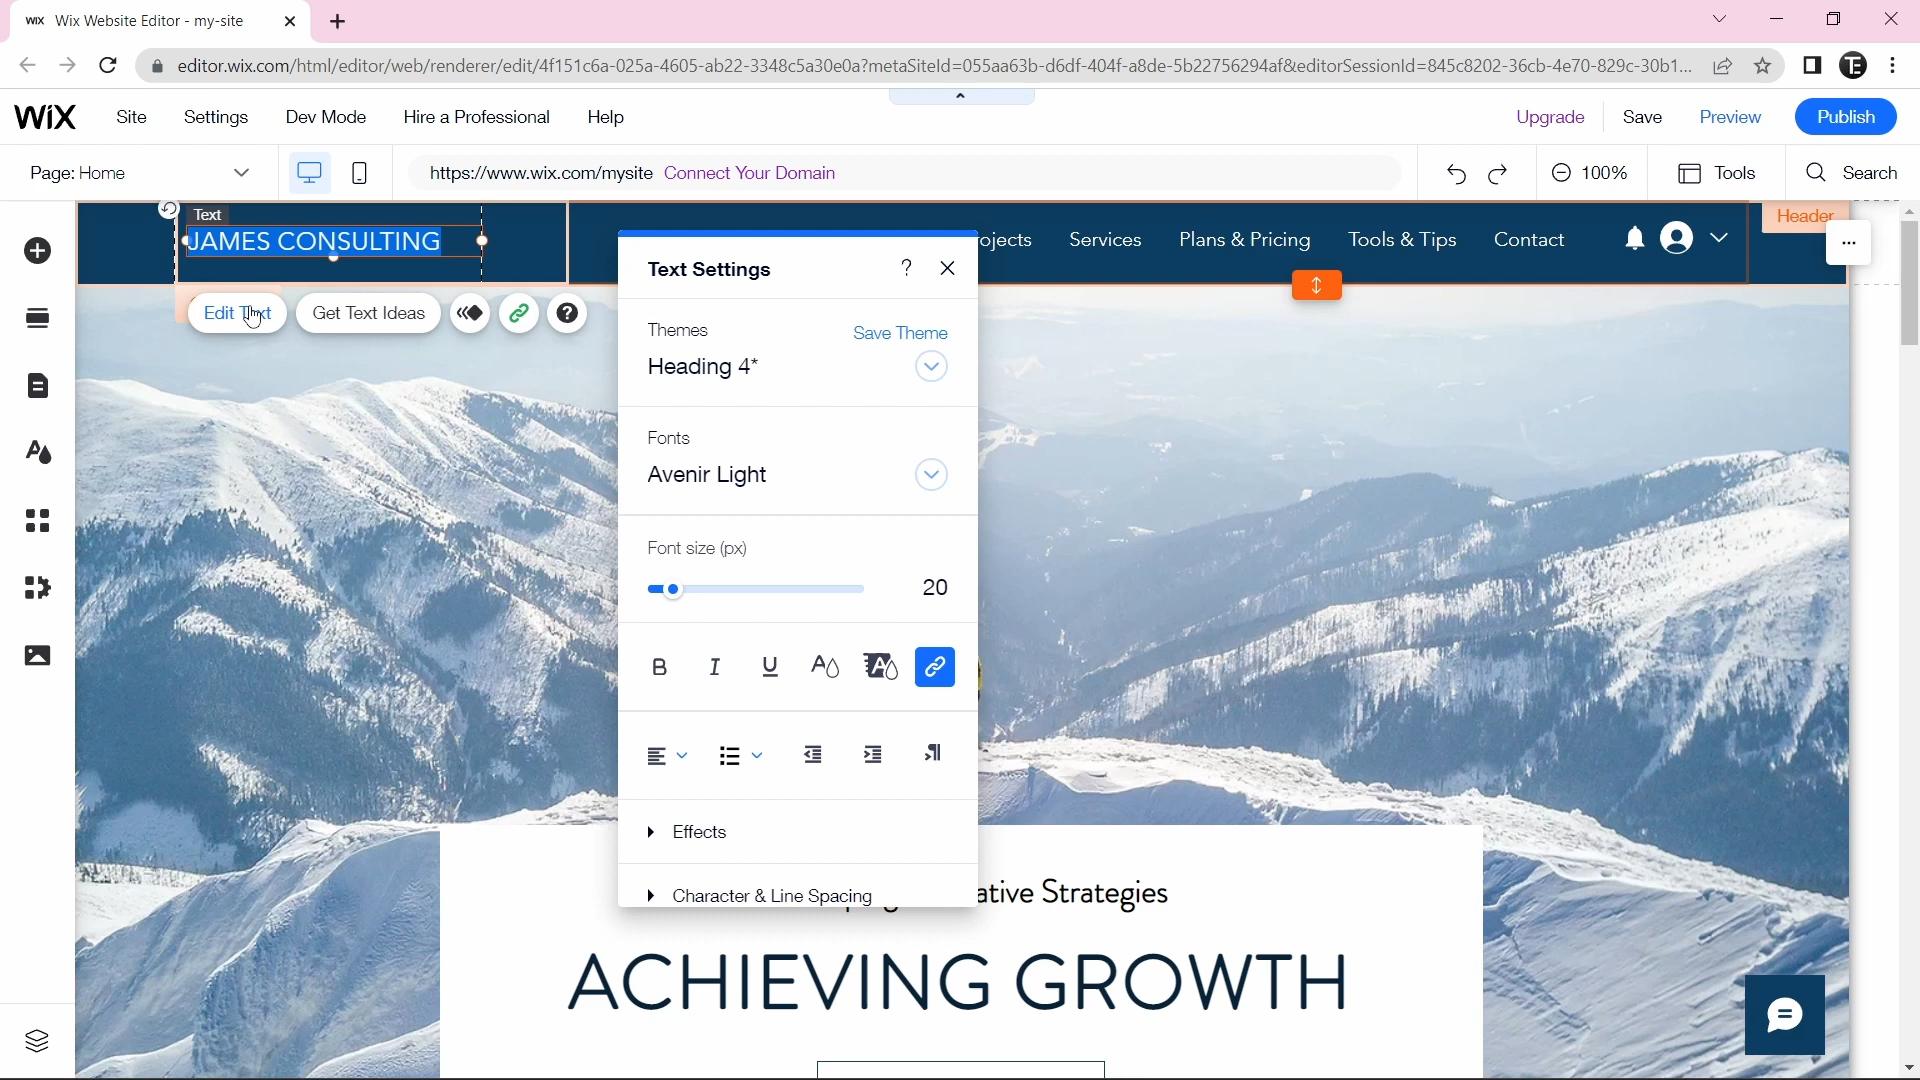 WIX Wix Website Editor - my-site
editor.wix.com/html/editor/web/renderer/edit/4f151c6a-025a-4605-ab22-3348c5a30e0a?metaSiteId=055aa63b-d6df-404f-a8de-5b22756294af&editorSessionId=845c8202-36cb-4e70-829c-30b1...
WIX Site Settings Dev Mode Hire a Professional Help Upgrade Save Preview Publish
Page: Home https://www.wix.com/mysite Connect Your Domain 100% Tools Search
Text
JAMES CONSULTING
ojects Services Plans & Pricing Tools & Tips Contact
Header
Edit Text Get Text Ideas
Text Settings ?
Themes Save Theme
Heading 4*
Fonts
Avenir Light
Font size (px)
20
B I U A A
Effects
Character & Line Spacing
ative Strategies
ACHIEVING GROWTH